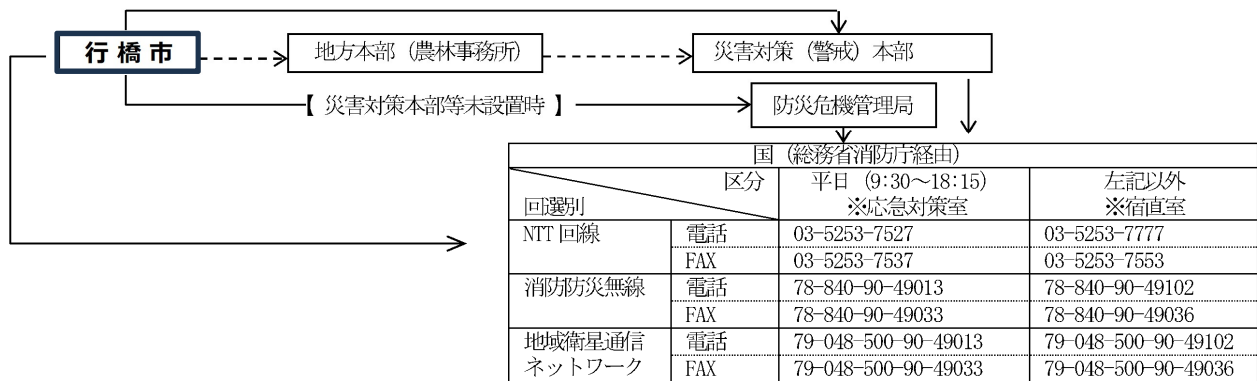 行橋市
地方本部（農林事務所）
災害対策（警戒）本部
【 災害対策本部等未設置時 】
防災危機管理局
国（総務省消防庁経由）
区分
回選別
平日（9:30～18:15）
※応急対策室
左記以外
※宿直室
NTT 回線 電話 03-5253-7527 03-5253-7777
FAX 03-5253-7537 03-5253-7553
消防防災無線 電話 78-840-90-49013 78-840-90-49102
FAX 78-840-90-49033 78-840-90-49036
地域衛星通信 電話 79-048-500-90-49013 79-048-500-90-49102
ネットワーク FAX 79-048-500-90-49033 79-048-500-90-49036